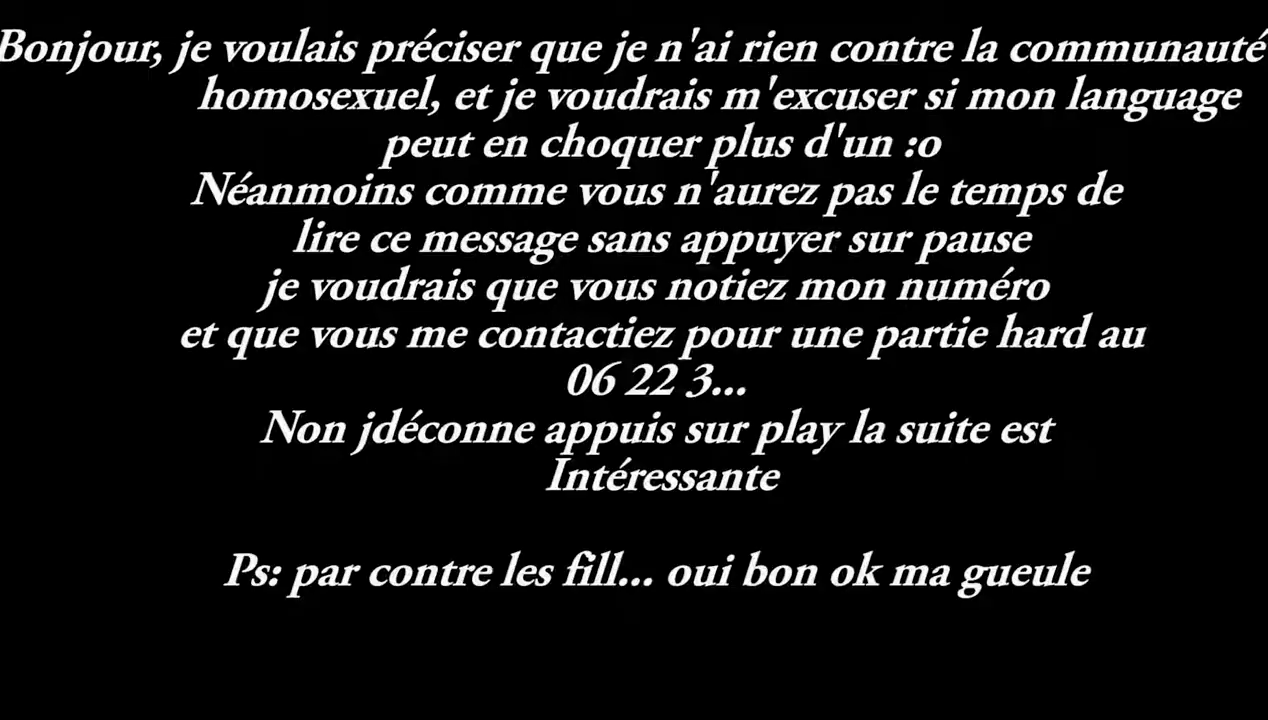 Bonjour, je voulais préciser que je n'ai rien contre la communauté
homosexuel, et je voudrais m'excuser si mon language
peut en choquer plus d'un :o
Néanmoins comme vous n'aurez pas le temps de
lire ce message sans appuyer sur pause
je voudrais que vous notiez mon numéro
et que vous me contactiez pour une partie hard au
06 22 3...
Non jdéconne appuis sur play la suite est
Intéressante
Ps: par contre les fill... oui bon ok ma gueule